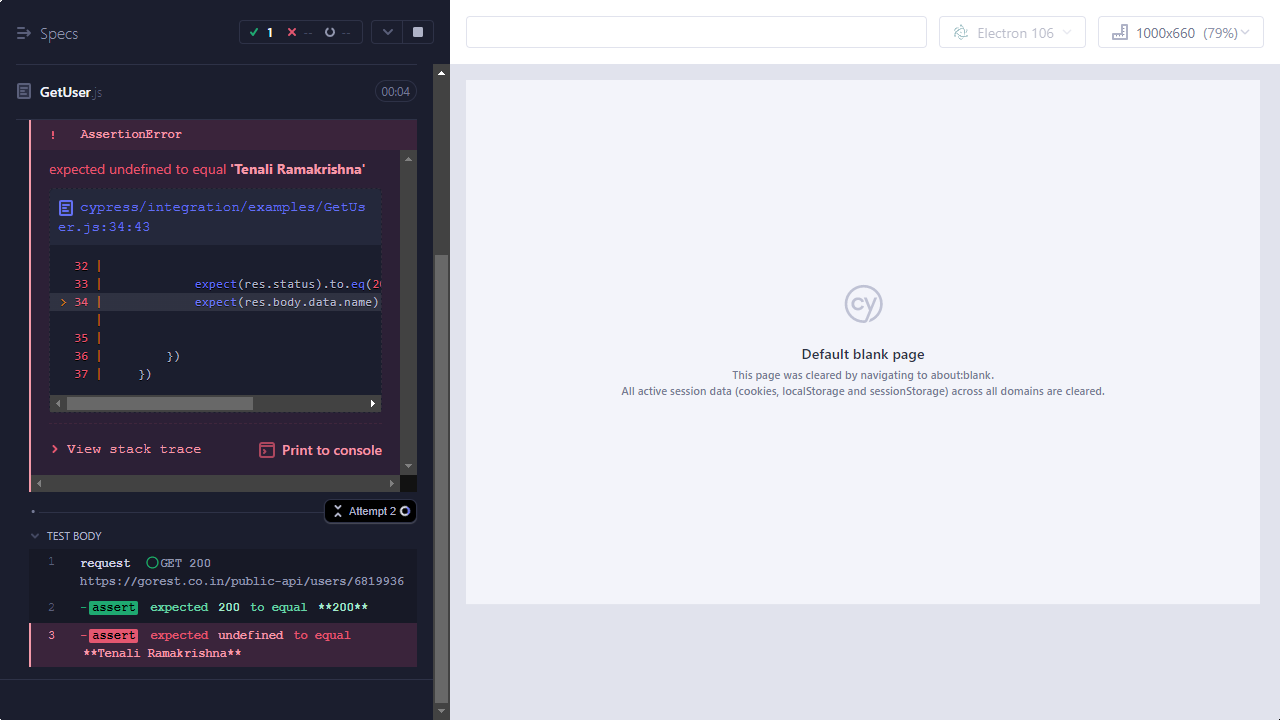 Specs
1
--
--
Electron 106
1000x660 (79%)
GetUser.js
00:04
! AssertionError
expected undefined to equal 'Tenali Ramakrishna'
cypress/integration/examples/GetUs
er.js:34:43
32 |
33 | expect(res.status).to.eq(20
> 34 | expect(res.body.data.name)
|
35 |
36 | })
37 | })
> View stack trace
Print to console
Attempt 2
TEST BODY
1 request GET 200
https://gorest.co.in/public-api/users/6819936
2 -assert expected 200 to equal **200**
3 -assert expected undefined to equal
**Tenali Ramakrishna**
cy
Default blank page
This page was cleared by navigating to about:blank.
All active session data (cookies, localStorage and sessionStorage) across all domains are cleared.